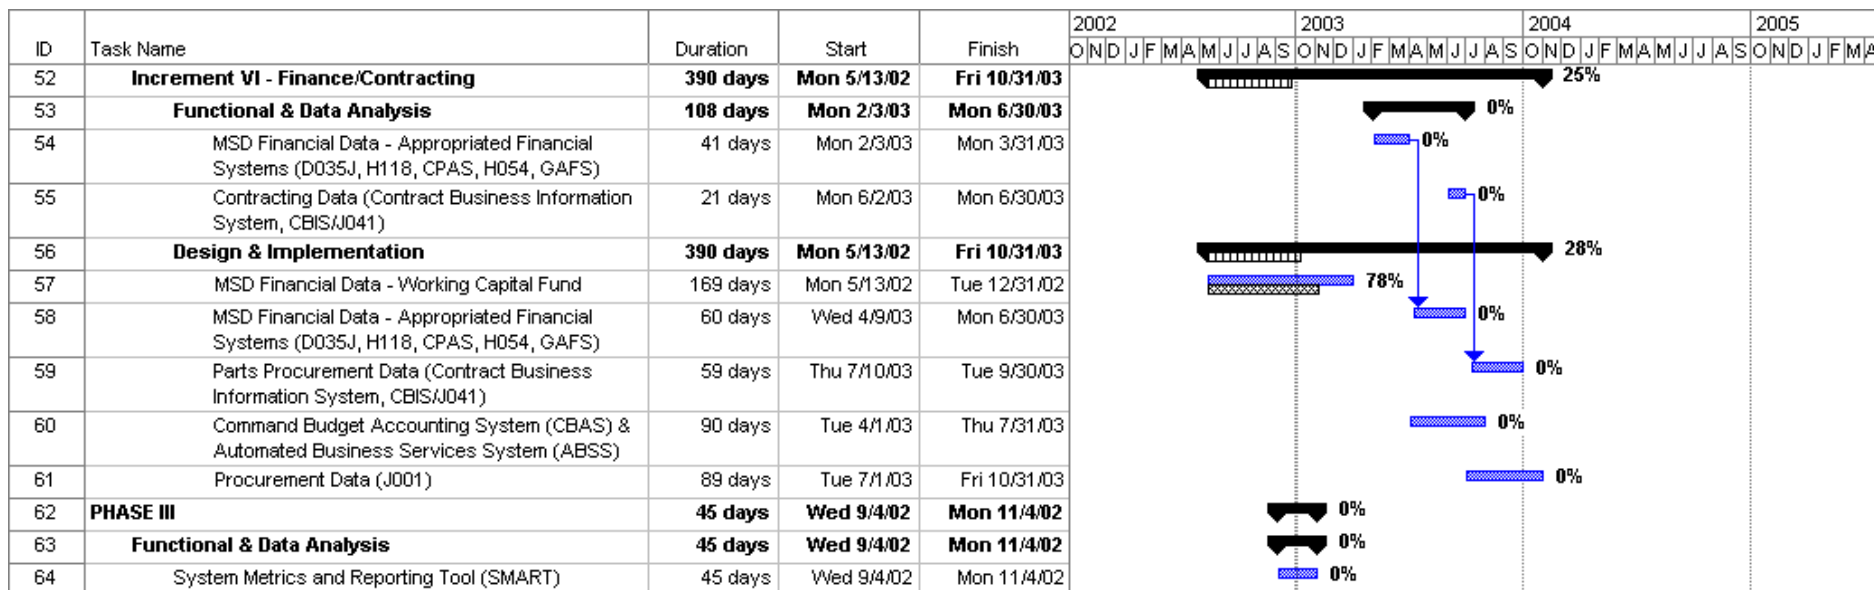 2002 2003 2004 2005
ID Task Name Duration Start Finish O N D J F M A M J J A S O N D J F M A M J J A S O N D J F M A M J J A S O N D J F M A
52 Increment VI - Finance/Contracting 390 days Mon 5/13/02 Fri 10/31/03 25%
53 Functional & Data Analysis 108 days Mon 2/3/03 Mon 6/30/03 0%
54 MSD Financial Data - Appropriated Financial 41 days Mon 2/3/03 Mon 3/31/03 0%
Systems (D035J, H118, CPAS, H054, GAFS)
55 Contracting Data (Contract Business Information 21 days Mon 6/2/03 Mon 6/30/03 0%
System, CBIS/J041)
56 Design & Implementation 390 days Mon 5/13/02 Fri 10/31/03 28%
57 MSD Financial Data - Working Capital Fund 169 days Mon 5/13/02 Tue 12/31/02 78%
58 MSD Financial Data - Appropriated Financial 60 days Wed 4/9/03 Mon 6/30/03 0%
Systems (D035J, H118, CPAS, H054, GAFS)
59 Parts Procurement Data (Contract Business 59 days Thu 7/10/03 Tue 9/30/03 0%
Information System, CBIS/J041)
60 Command Budget Accounting System (CBAS) & 90 days Tue 4/1/03 Thu 7/31/03 0%
Automated Business Services System (ABSS)
61 Procurement Data (J001) 89 days Tue 7/1/03 Fri 10/31/03 0%
62 PHASE III 45 days Wed 9/4/02 Mon 11/4/02 0%
63 Functional & Data Analysis 45 days Wed 9/4/02 Mon 11/4/02 0%
64 System Metrics and Reporting Tool (SMART) 45 days Wed 9/4/02 Mon 11/4/02 0%